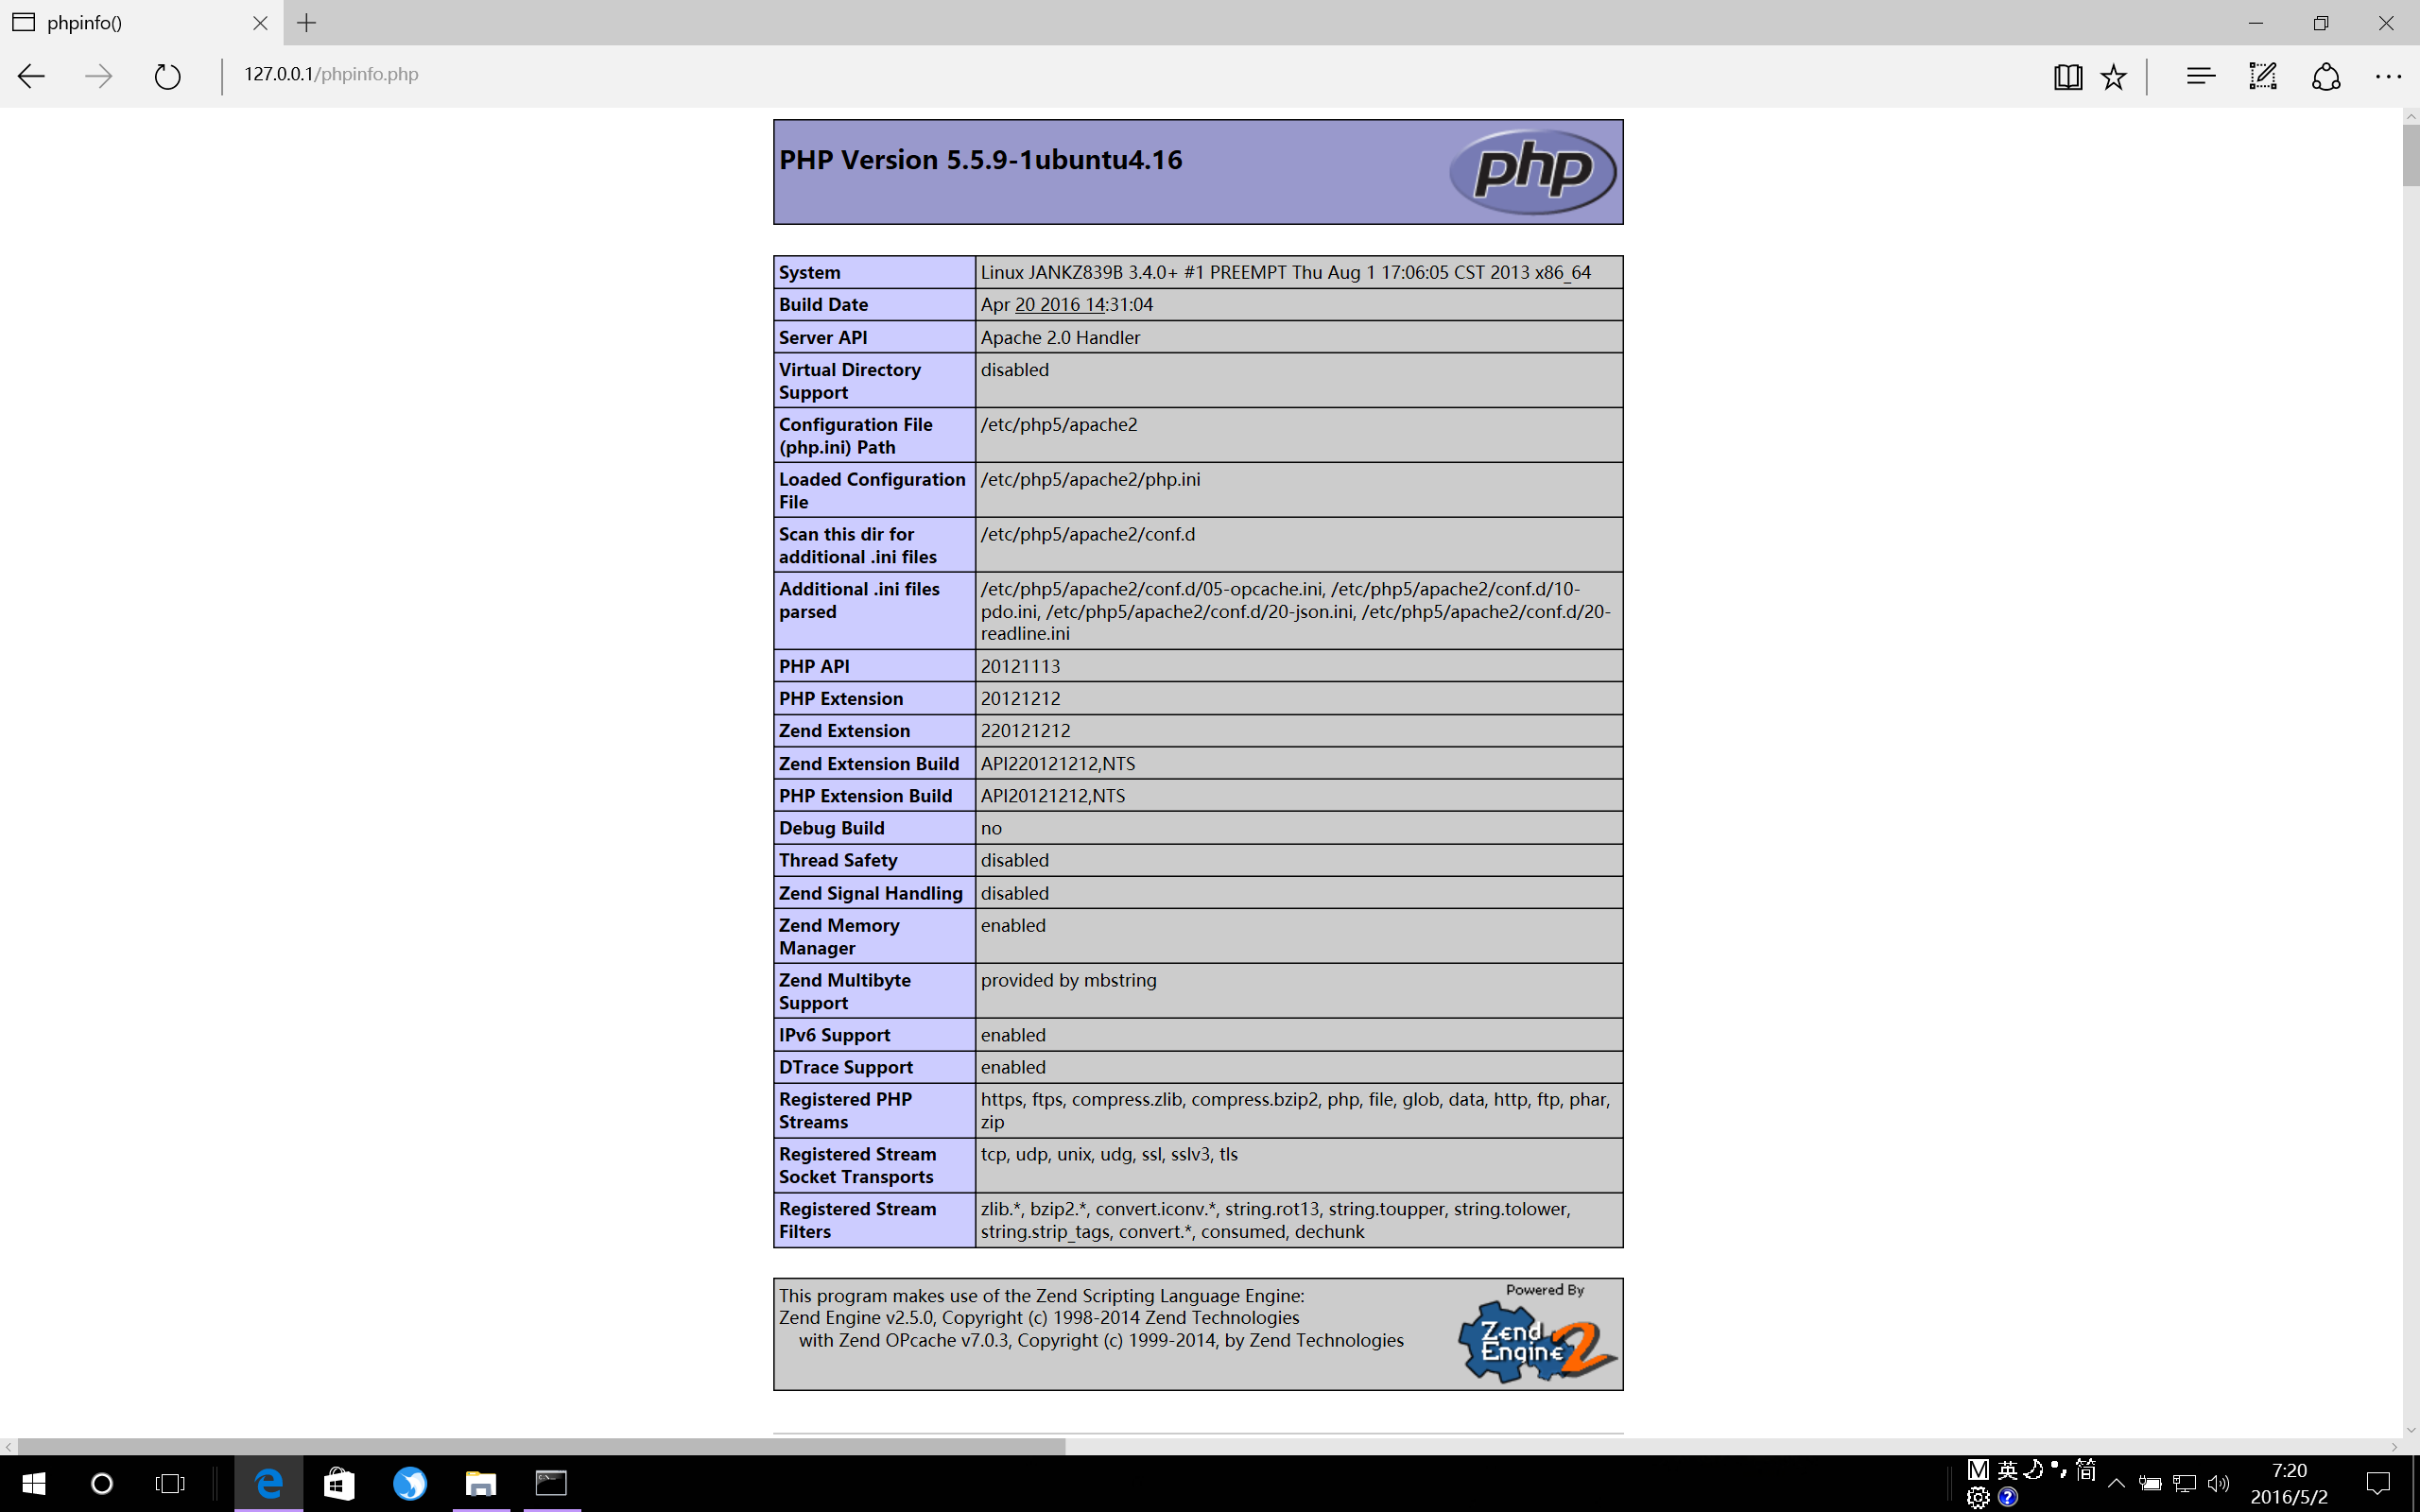 phpinfo()
127.0.0.1/phpinfo.php
PHP Version 5.5.9-1ubuntu4.16
php
System Linux JANKZ839B 3.4.0+ #1 PREEMPT Thu Aug 1 17:06:05 CST 2013 x86_64
Build Date Apr 20 2016 14:31:04
Server API Apache 2.0 Handler
Virtual Directory disabled
Support
Configuration File /etc/php5/apache2
(php.ini) Path
Loaded Configuration /etc/php5/apache2/php.ini
File
Scan this dir for /etc/php5/apache2/conf.d
additional .ini files
Additional .ini files /etc/php5/apache2/conf.d/05-opcache.ini, /etc/php5/apache2/conf.d/10-
parsed pdo.ini, /etc/php5/apache2/conf.d/20-json.ini, /etc/php5/apache2/conf.d/20-
readline.ini
PHP API 20121113
PHP Extension 20121212
Zend Extension 220121212
Zend Extension Build API220121212,NTS
PHP Extension Build API20121212,NTS
Debug Build no
Thread Safety disabled
Zend Signal Handling disabled
Zend Memory enabled
Manager
Zend Multibyte provided by mbstring
Support
IPv6 Support enabled
DTrace Support enabled
Registered PHP https, ftps, compress.zlib, compress.bzip2, php, file, glob, data, http, ftp, phar,
Streams zip
Registered Stream tcp, udp, unix, udg, ssl, sslv3, tls
Socket Transports
Registered Stream zlib.*, bzip2.*, convert.iconv.*, string.rot13, string.toupper, string.tolower,
Filters string.strip_tags, convert.*, consumed, dechunk
This program makes use of the Zend Scripting Language Engine:
Zend Engine v2.5.0, Copyright (c) 1998-2014 Zend Technologies
with Zend OPcache v7.0.3, Copyright (c) 1999-2014, by Zend Technologies
Powered By
Zend
Engine 2
M 英 简
7:20
2016/5/2